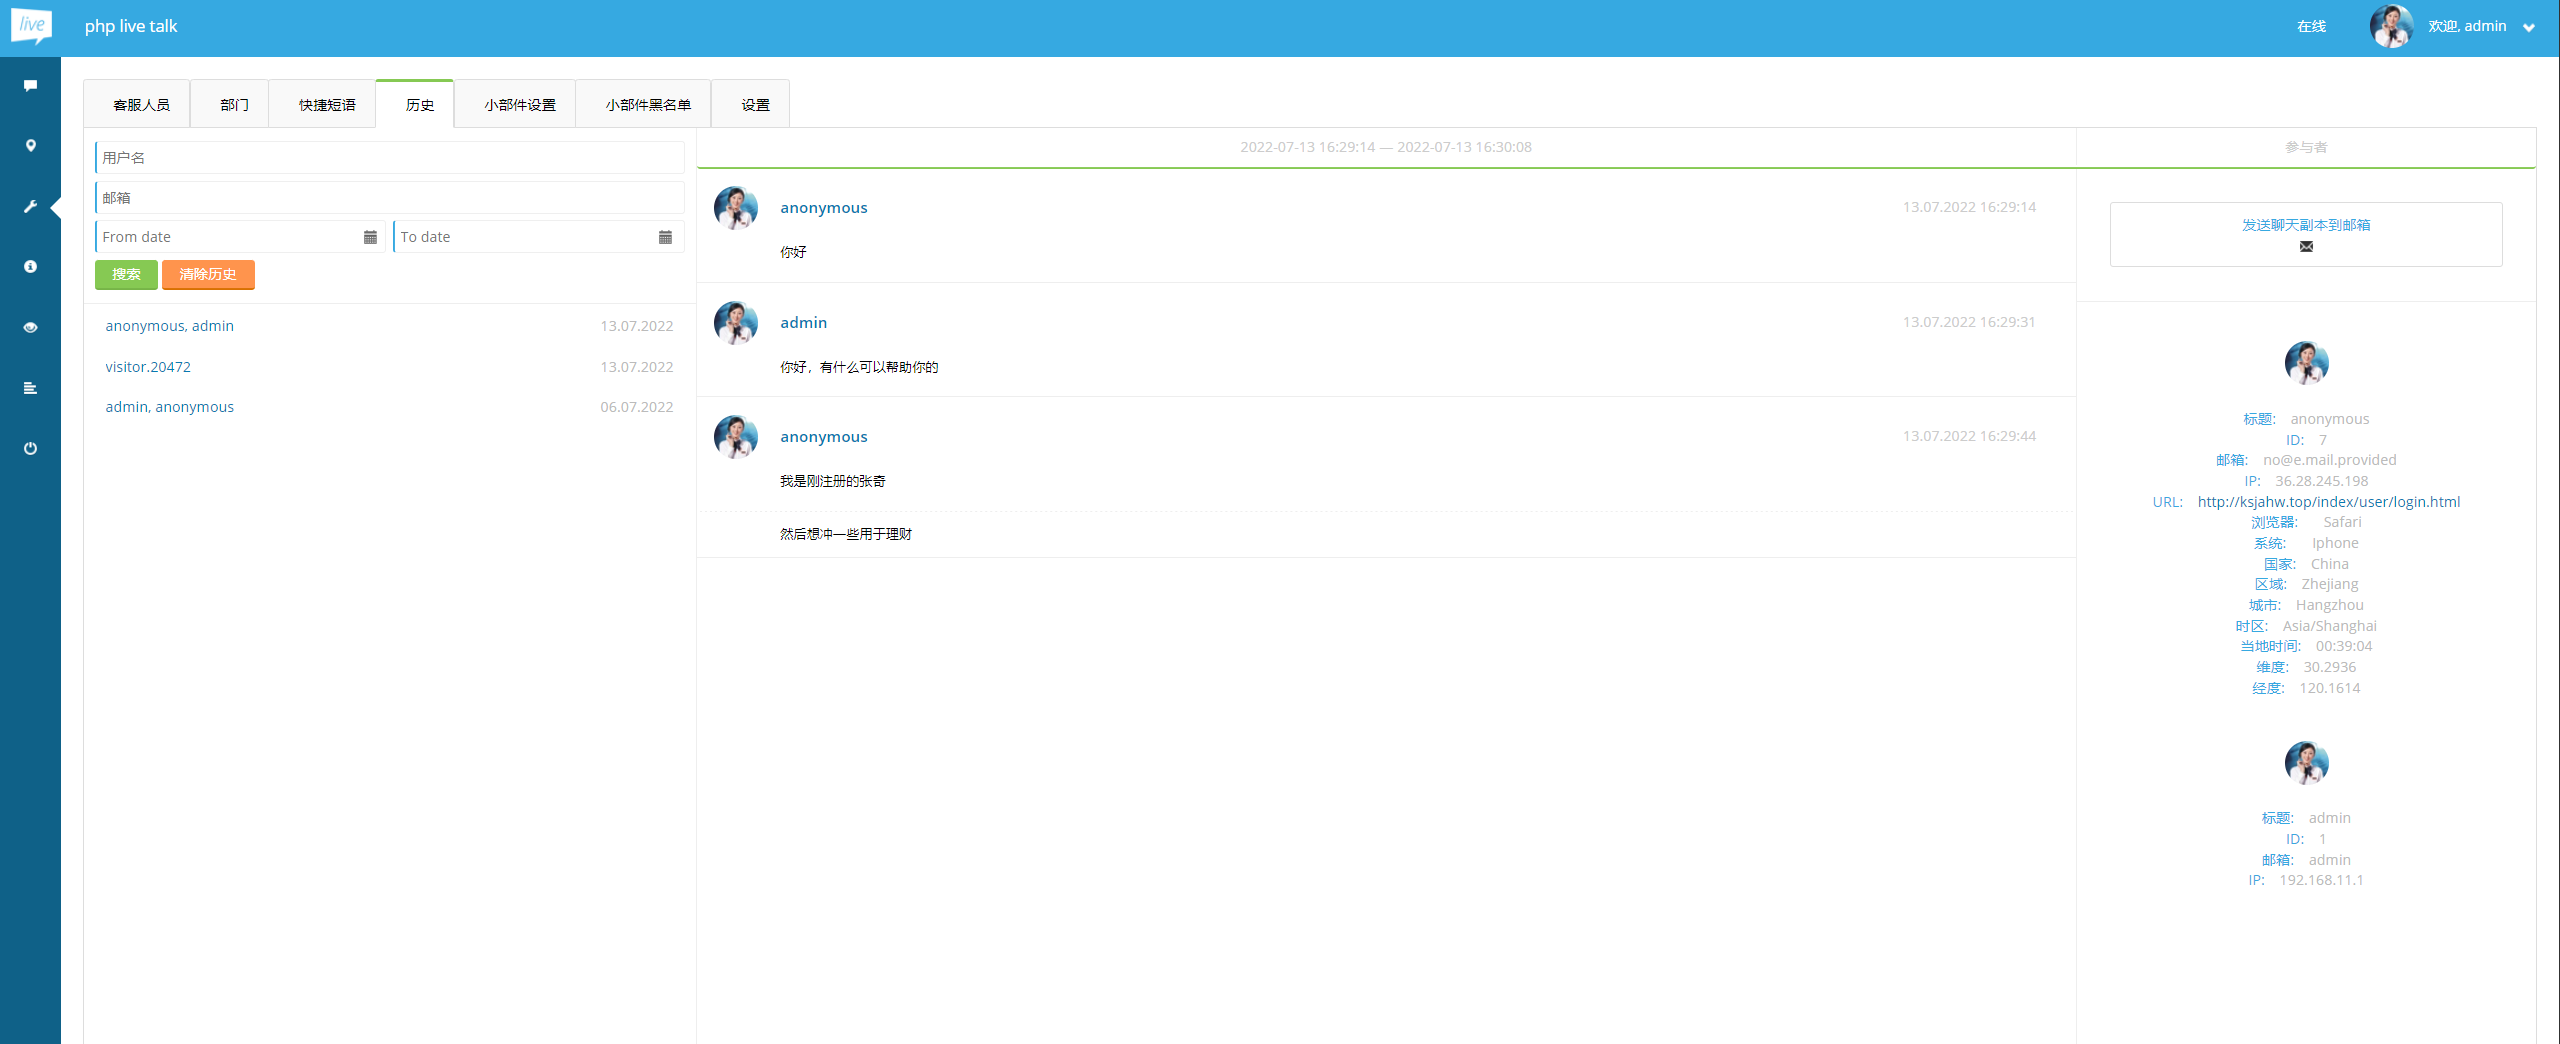 live
php live talk
在线
欢迎, admin
客服人员
部门
快捷短语
历史
小部件设置
小部件黑名单
设置
用户名
邮箱
From date
To date
搜索
清除历史
anonymous, admin 13.07.2022
visitor.20472 13.07.2022
admin, anonymous 06.07.2022
2022-07-13 16:29:14 — 2022-07-13 16:30:08
anonymous 13.07.2022 16:29:14
你好
admin 13.07.2022 16:29:31
你好，有什么可以帮助你的
anonymous 13.07.2022 16:29:44
我是刚注册的张奇
然后想冲一些用于理财
参与者
发送聊天副本到邮箱
标题: anonymous
ID: 7
邮箱: no@e.mail.provided
IP: 36.28.245.198
URL: http://ksjahw.top/index/user/login.html
浏览器: Safari
系统: Iphone
国家: China
区域: Zhejiang
城市: Hangzhou
时区: Asia/Shanghai
当地时间: 00:39:04
维度: 30.2936
经度: 120.1614
标题: admin
ID: 1
邮箱: admin
IP: 192.168.11.1